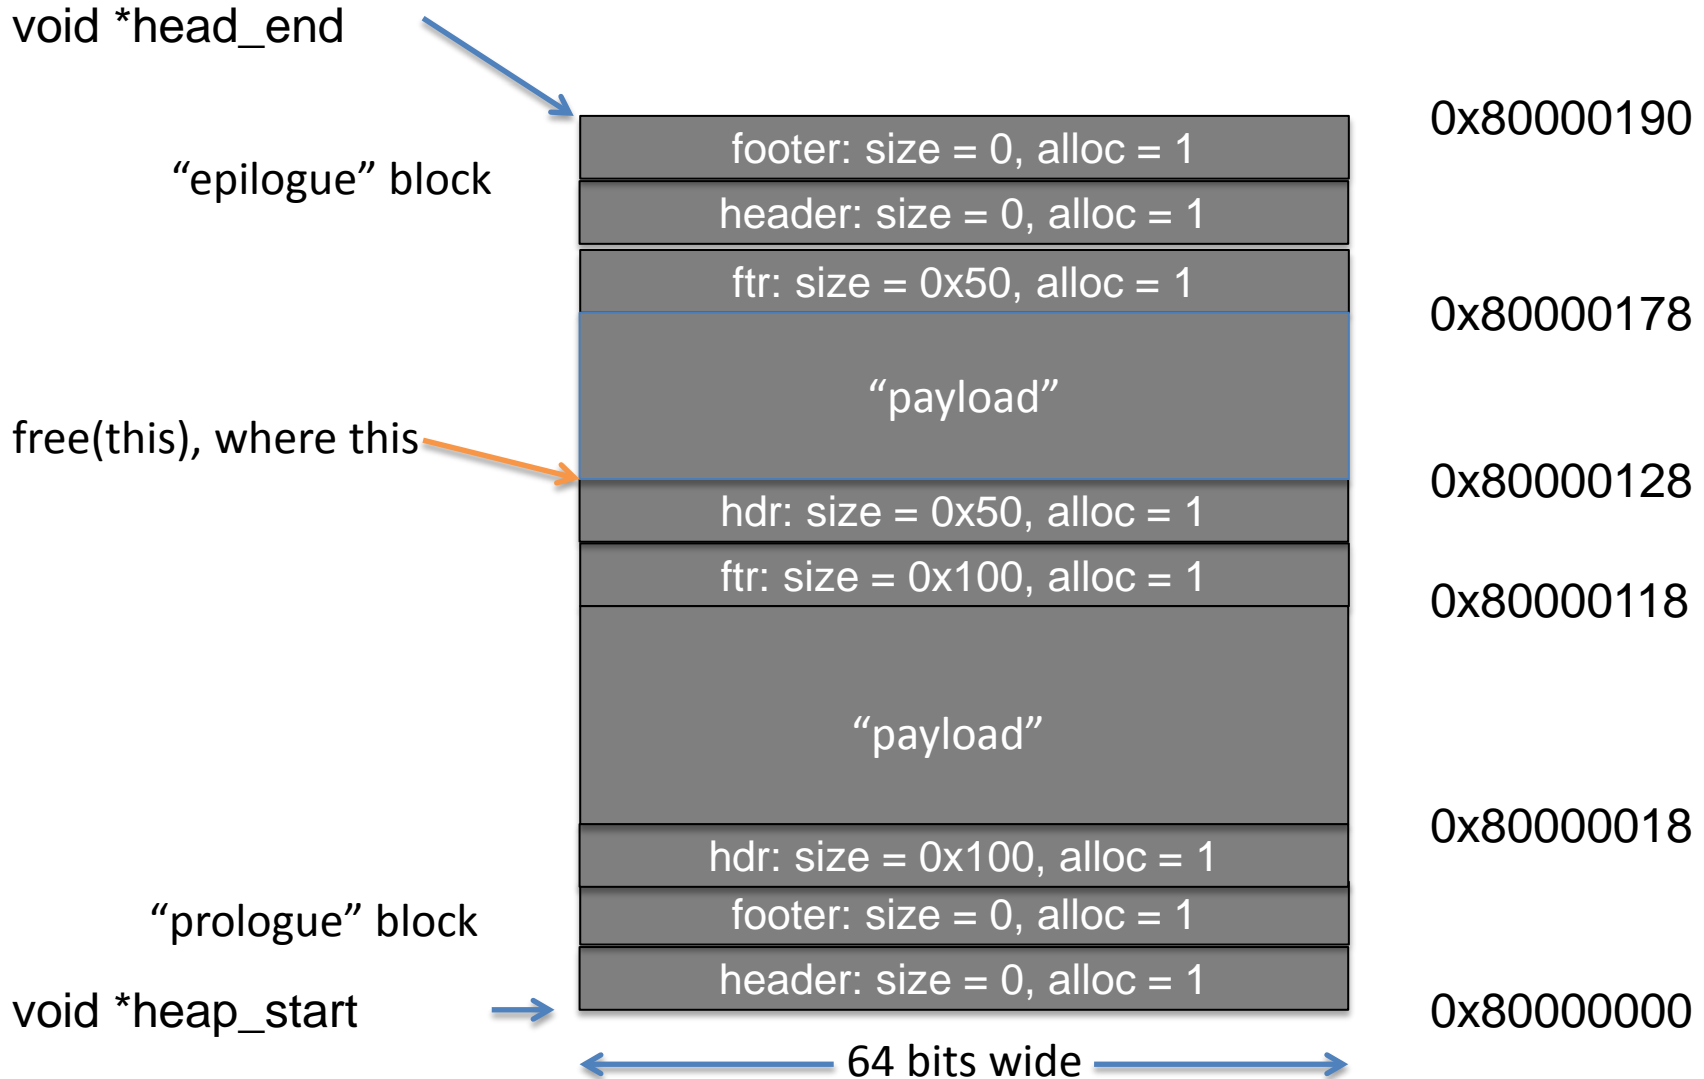 void *head_end
0x80000190
footer: size = 0, alloc = 1
“epilogue” block
header: size = 0, alloc = 1
ftr: size = 0x50, alloc = 1
0x80000178
“payload”
free(this), where this
0x80000128
hdr: size = 0x50, alloc = 1
ftr: size = 0x100, alloc = 1
0x80000118
“payload”
0x80000018
hdr: size = 0x100, alloc = 1
footer: size = 0, alloc = 1
“prologue” block
header: size = 0, alloc = 1
void *heap_start
0x80000000
64 bits wide